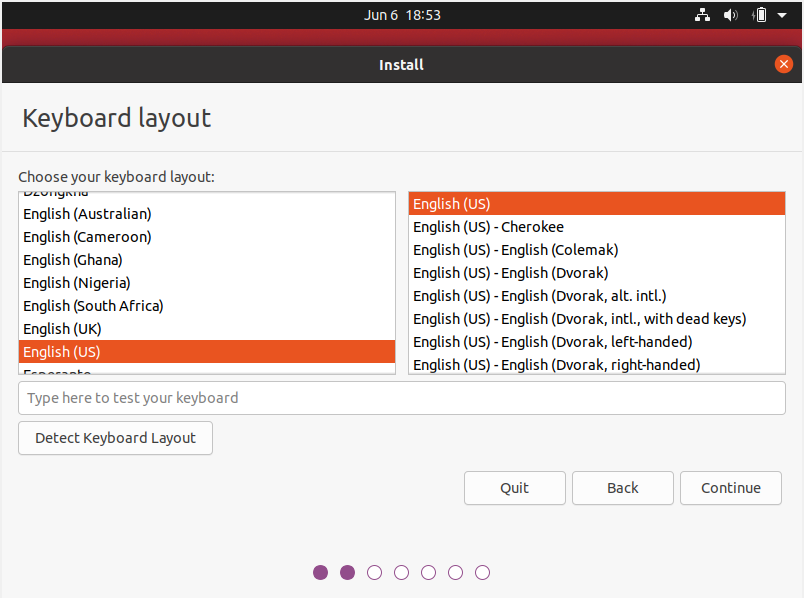 Jun 6 18:53
Install
Keyboard layout
Choose your keyboard layout:
Dzongkha
English (Australian)
English (Cameroon)
English (Ghana)
English (Nigeria)
English (South Africa)
English (UK)
English (US)
Esperanto
English (US)
English (US) - Cherokee
English (US) - English (Colemak)
English (US) - English (Dvorak)
English (US) - English (Dvorak, alt. intl.)
English (US) - English (Dvorak, intl., with dead keys)
English (US) - English (Dvorak, left-handed)
English (US) - English (Dvorak, right-handed)
Type here to test your keyboard
Detect Keyboard Layout
Quit
Back
Continue